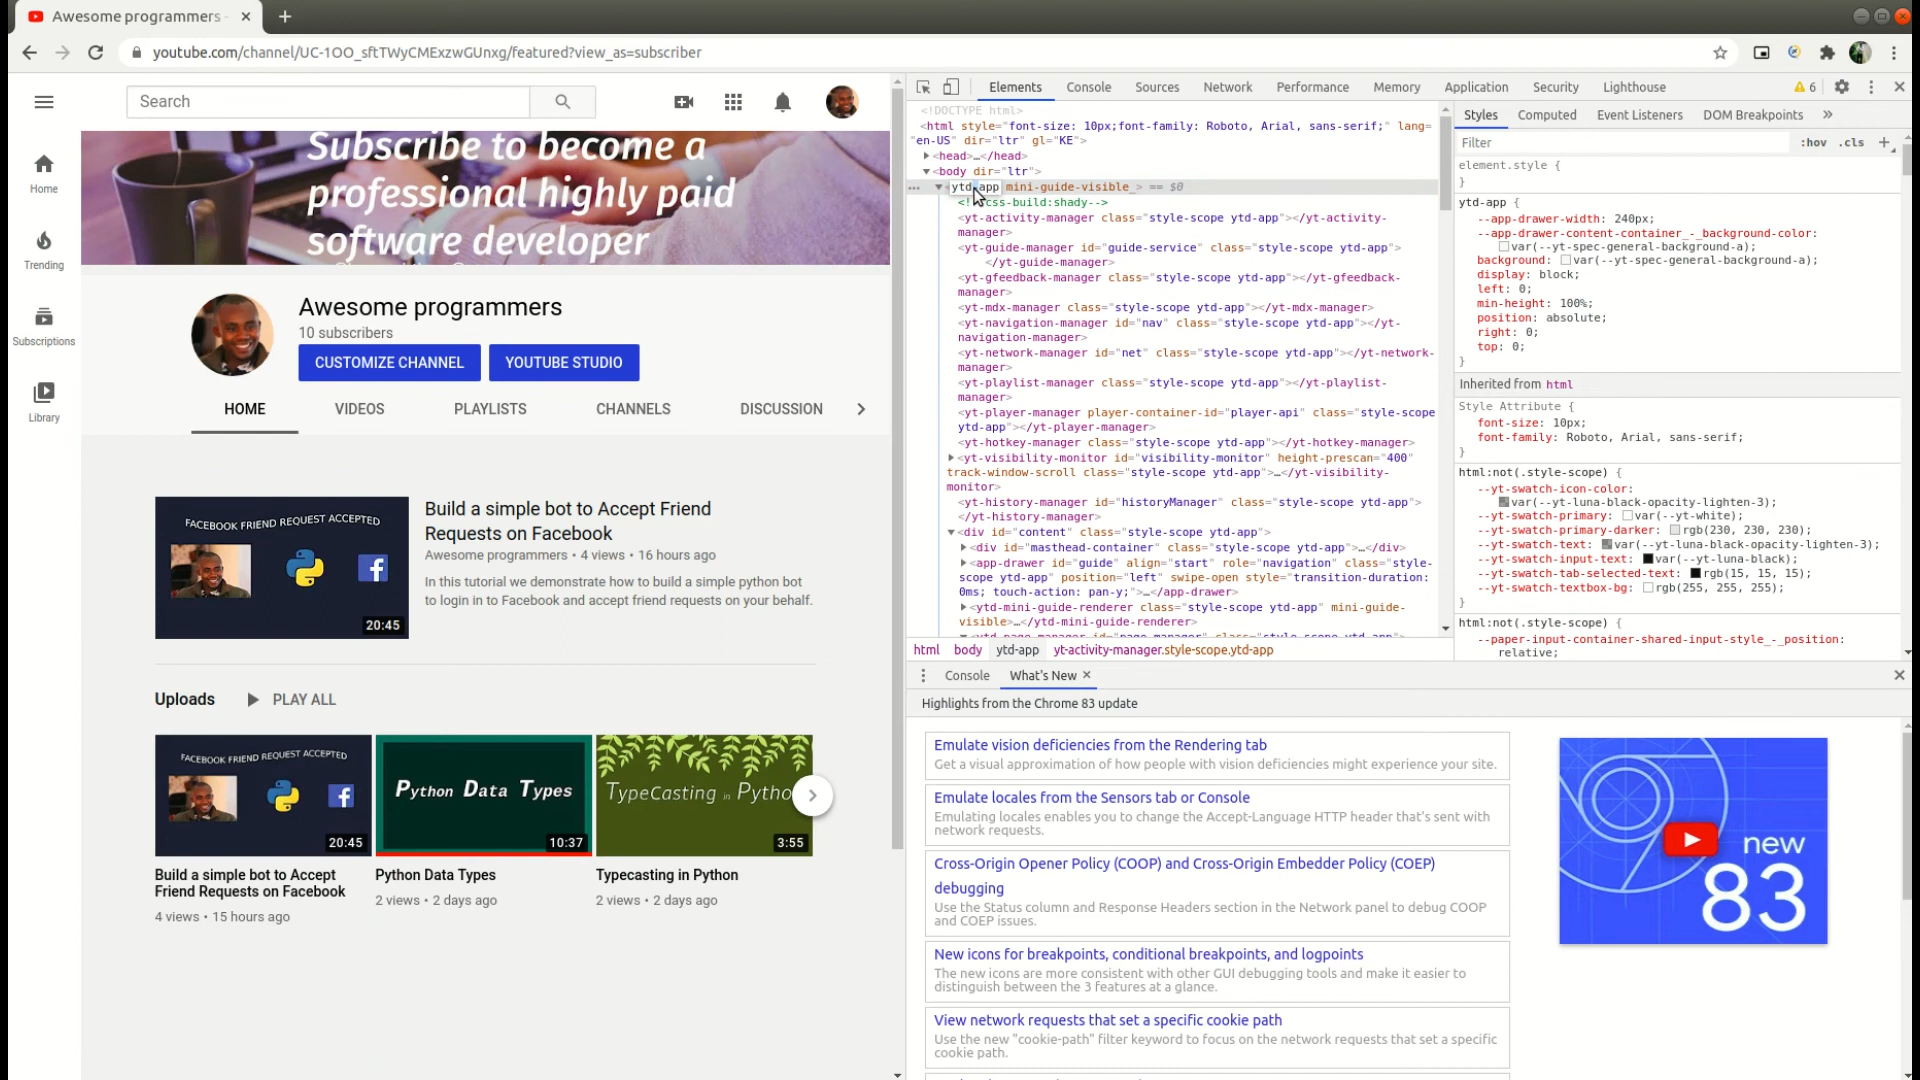 Awesome programmers -
youtube.com/channel/UC-1OO_sftTWyCMExzwGUnxg/featured?view_as=subscriber
Search
Home
Trending
Subscriptions
Library
Subscribe to become a
professional highly paid
software developer
Awesome programmers
10 subscribers
CUSTOMIZE CHANNEL
YOUTUBE STUDIO
HOME VIDEOS PLAYLISTS CHANNELS DISCUSSION
FACEBOOK FRIEND REQUEST ACCEPTED
20:45
Build a simple bot to Accept Friend
Requests on Facebook
Awesome programmers • 4 views • 16 hours ago
In this tutorial we demonstrate how to build a simple python bot
to login in to Facebook and accept friend requests on your behalf.
Uploads PLAY ALL
FACEBOOK FRIEND REQUEST ACCEPTED
20:45
Build a simple bot to Accept
Friend Requests on Facebook
4 views • 15 hours ago
Python Data Types
10:37
Python Data Types
2 views • 2 days ago
TypeCasting in Pytho
3:55
Typecasting in Python
2 views • 2 days ago
Elements Console Sources Network Performance Memory Application Security Lighthouse 6
<!DOCTYPE html>
<html style="font-size: 10px;font-family: Roboto, Arial, sans-serif;" lang=
"en-US" dir="ltr" gl="KE">
<head>…</head>
<body dir="ltr">
ytd-app mini-guide-visible_> == $0
css-build:shady-->
<yt-activity-manager class="style-scope ytd-app"></yt-activity-
manager>
<yt-guide-manager id="guide-service" class="style-scope ytd-app">
</yt-guide-manager>
<yt-gfeedback-manager class="style-scope ytd-app"></yt-gfeedback-
manager>
<yt-mdx-manager class="style-scope ytd-app"></yt-mdx-manager>
<yt-navigation-manager id="nav" class="style-scope ytd-app"></yt-
navigation-manager>
<yt-network-manager id="net" class="style-scope ytd-app"></yt-network-
manager>
<yt-playlist-manager class="style-scope ytd-app"></yt-playlist-
manager>
<yt-player-manager player-container-id="player-api" class="style-scope
ytd-app"></yt-player-manager>
<yt-hotkey-manager class="style-scope ytd-app"></yt-hotkey-manager>
<yt-visibility-monitor id="visibility-monitor" height-prescan="400"
track-window-scroll class="style-scope ytd-app">…</yt-visibility-
monitor>
<yt-history-manager id="historyManager" class="style-scope ytd-app">
</yt-history-manager>
<div id="content" class="style-scope ytd-app">
<div id="masthead-container" class="style-scope ytd-app">…</div>
<app-drawer id="guide" align="start" role="navigation" class="style-
scope ytd-app" position="left" swipe-open style="transition-duration:
0ms; touch-action: pan-y;">…</app-drawer>
<ytd-mini-guide-renderer class="style-scope ytd-app" mini-guide-
visible>…</ytd-mini-guide-renderer>
<ytd-page-manager id="page-manager" class="style-scope ytd-app">
html body ytd-app yt-activity-manager.style-scope.ytd-app
Styles Computed Event Listeners DOM Breakpoints »
Filter :hov .cls +
element.style {
}
ytd-app {
--app-drawer-width: 240px;
--app-drawer-content-container_-_background-color:
var(--yt-spec-general-background-a);
background: var(--yt-spec-general-background-a);
display: block;
left: 0;
min-height: 100%;
position: absolute;
right: 0;
top: 0;
}
Inherited from html
Style Attribute {
font-size: 10px;
font-family: Roboto, Arial, sans-serif;
}
html:not(.style-scope) {
--yt-swatch-icon-color:
var(--yt-luna-black-opacity-lighten-3);
--yt-swatch-primary: var(--yt-white);
--yt-swatch-primary-darker: rgb(230, 230, 230);
--yt-swatch-text: var(--yt-luna-black-opacity-lighten-3);
--yt-swatch-input-text: var(--yt-luna-black);
--yt-swatch-tab-selected-text: rgb(15, 15, 15);
--yt-swatch-textbox-bg: rgb(255, 255, 255);
}
html:not(.style-scope) {
--paper-input-container-shared-input-style_-_position:
relative;
Console What's New
Highlights from the Chrome 83 update
Emulate vision deficiencies from the Rendering tab
Get a visual approximation of how people with vision deficiencies might experience your site.
Emulate locales from the Sensors tab or Console
Emulating locales enables you to change the Accept-Language HTTP header that's sent with
network requests.
Cross-Origin Opener Policy (COOP) and Cross-Origin Embedder Policy (COEP)
debugging
Use the Status column and Response Headers section in the Network panel to debug COOP
and COEP issues.
New icons for breakpoints, conditional breakpoints, and logpoints
The new icons are more consistent with other GUI debugging tools and make it easier to
distinguish between the 3 features at a glance.
View network requests that set a specific cookie path
Use the new "cookie-path" filter keyword to focus on the network requests that set a specific
cookie path.
new
83